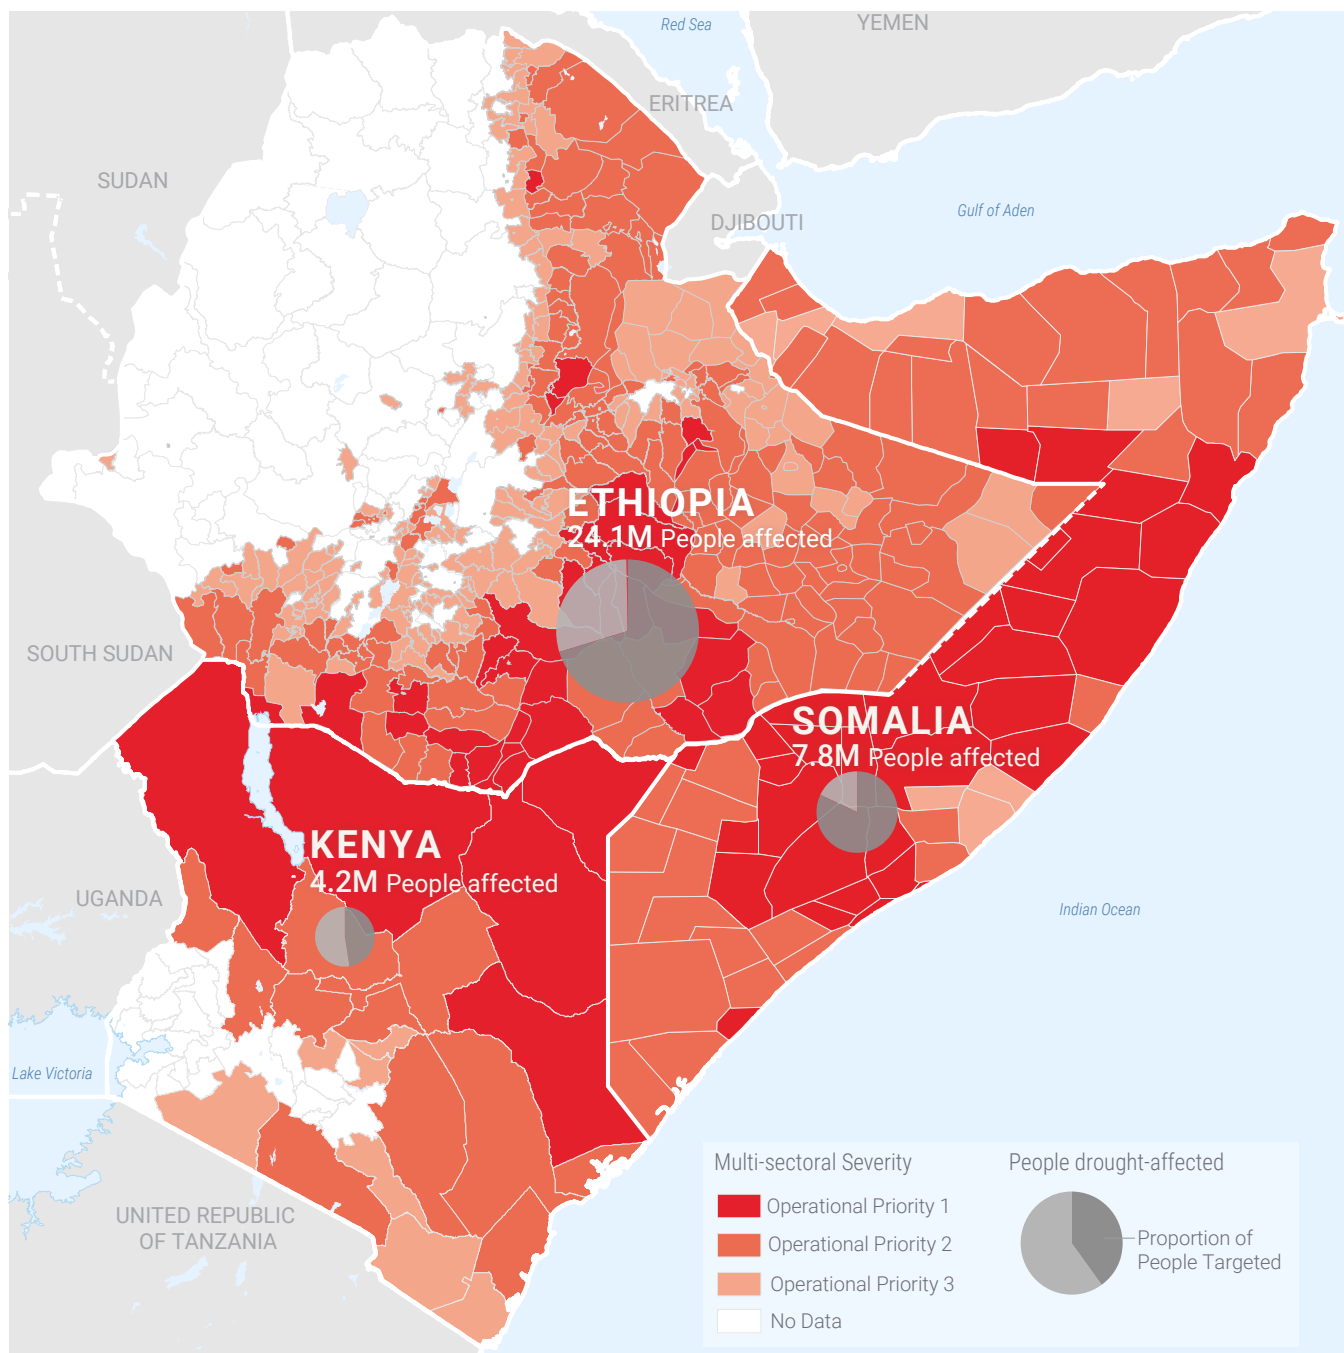 Red Sea
YEMEN
ERITREA
SUDAN
DJIBOUTI
Gulf of Aden
ETHIOPIA
24.1M People affected
SOUTH SUDAN
SOMALIA
7.8M People affected
KENYA
4.2M People affected
UGANDA
Indian Ocean
Lake Victoria
UNITED REPUBLIC
OF TANZANIA
Multi-sectoral Severity
Operational Priority 1
Operational Priority 2
Operational Priority 3
No Data
People drought-affected
Proportion of
People Targeted